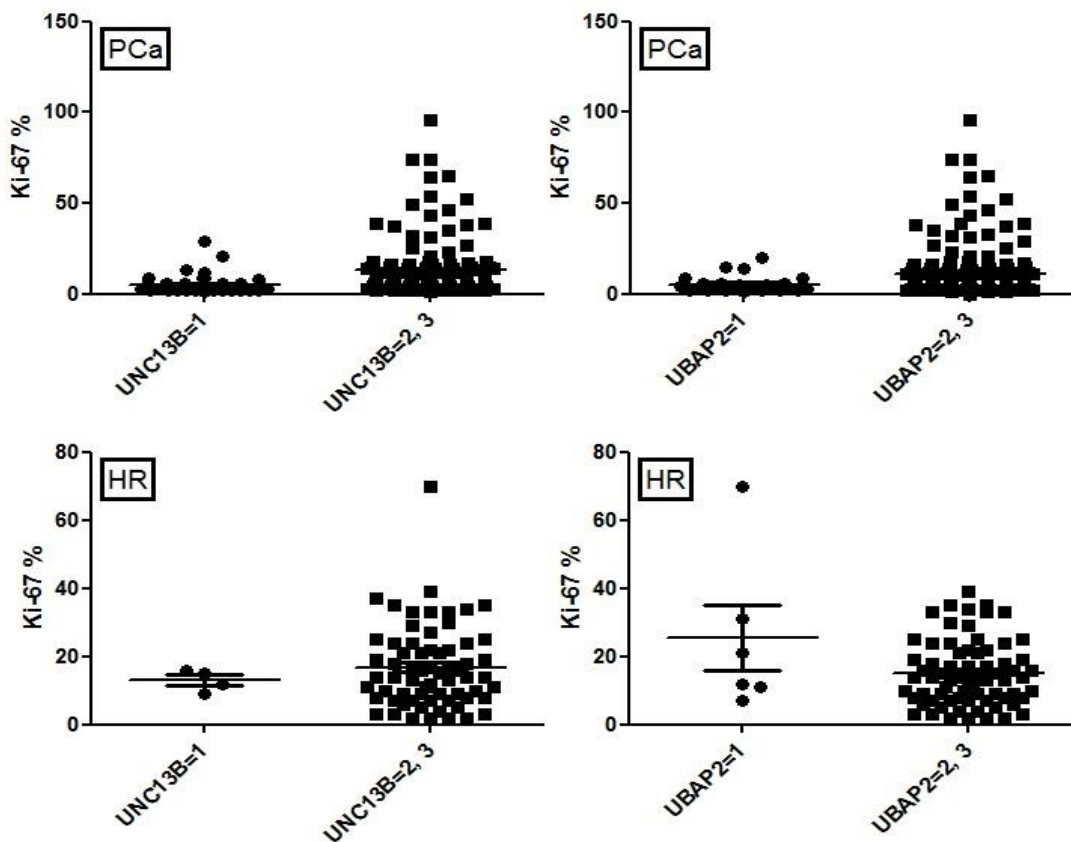 150
PCa
100
Ki-67 %
50
0
UNC13B=1
UNC13B=2, 3
150
PCa
100
Ki-67 %
50
0
UBAP2=1
UBAP2=2, 3
80
HR
60
Ki-67 %
40
20
0
UNC13B=1
UNC13B=2, 3
80
HR
60
Ki-67 %
40
20
0
UBAP2=1
UBAP2=2, 3